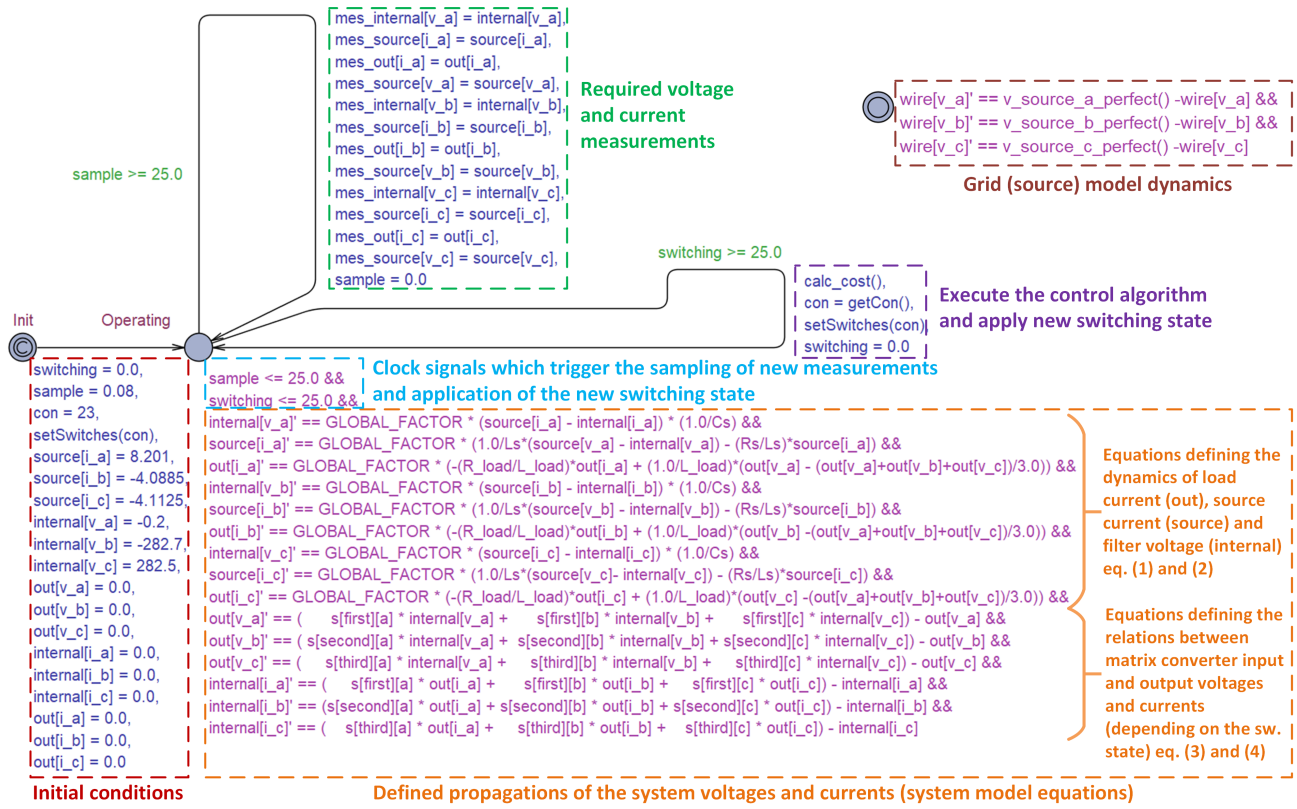 mes_internal[v_a] = internal[v_a],
mes_source[i_a] = source[i_a],
mes_out[i_a] = out[i_a],
mes_source[v_a] = source[v_a],
mes_internal[v_b] = internal[v_b],
mes_source[i_b] = source[i_b],
mes_out[i_b] = out[i_b],
mes_source[v_b] = source[v_b],
mes_internal[v_c] = internal[v_c],
mes_source[i_c] = source[i_c],
mes_out[i_c] = out[i_c],
mes_source[v_c] = source[v_c],
sample = 0.0
Required voltage
and current
measurements
sample >= 25.0
wire[v_a]' == v_source_a_perfect() -wire[v_a] &&
wire[v_b]' == v_source_b_perfect() -wire[v_b] &&
wire[v_c]' == v_source_c_perfect() -wire[v_c]
Grid (source) model dynamics
switching >= 25.0
calc_cost(),
con = getCon(),
setSwitches(con),
switching = 0.0
Execute the control algorithm
and apply new switching state
Init
Operating
C
switching = 0.0,
sample = 0.08,
con = 23,
setSwitches(con),
source[i_a] = 8.201,
source[i_b] = -4.0885,
source[i_c] = -4.1125,
internal[v_a] = -0.2,
internal[v_b] = -282.7,
internal[v_c] = 282.5,
out[v_a] = 0.0,
out[v_b] = 0.0,
out[v_c] = 0.0,
internal[i_a] = 0.0,
internal[i_b] = 0.0,
internal[i_c] = 0.0,
out[i_a] = 0.0,
out[i_b] = 0.0,
out[i_c] = 0.0
Initial conditions
sample <= 25.0 &&
switching <= 25.0 &&
Clock signals which trigger the sampling of new measurements
and application of the new switching state
internal[v_a]' == GLOBAL_FACTOR * (source[i_a] - internal[i_a]) * (1.0/Cs) &&
source[i_a]' == GLOBAL_FACTOR * (1.0/Ls*(source[v_a] - internal[v_a]) - (Rs/Ls)*source[i_a]) &&
out[i_a]' == GLOBAL_FACTOR * (-(R_load/L_load)*out[i_a] + (1.0/L_load)*(out[v_a] - (out[v_a]+out[v_b]+out[v_c])/3.0)) &&
internal[v_b]' == GLOBAL_FACTOR * (source[i_b] - internal[i_b]) * (1.0/Cs) &&
source[i_b]' == GLOBAL_FACTOR * (1.0/Ls*(source[v_b] - internal[v_b]) - (Rs/Ls)*source[i_b]) &&
out[i_b]' == GLOBAL_FACTOR * (-(R_load/L_load)*out[i_b] + (1.0/L_load)*(out[v_b] -(out[v_a]+out[v_b]+out[v_c])/3.0)) &&
internal[v_c]' == GLOBAL_FACTOR * (source[i_c] - internal[i_c]) * (1.0/Cs) &&
source[i_c]' == GLOBAL_FACTOR * (1.0/Ls*(source[v_c]- internal[v_c]) - (Rs/Ls)*source[i_c]) &&
out[i_c]' == GLOBAL_FACTOR * (-(R_load/L_load)*out[i_c] + (1.0/L_load)*(out[v_c] -(out[v_a]+out[v_b]+out[v_c])/3.0)) &&
out[v_a]' == ( s[first][a] * internal[v_a] + s[first][b] * internal[v_b] + s[first][c] * internal[v_c]) - out[v_a] &&
out[v_b]' == ( s[second][a] * internal[v_a] + s[second][b] * internal[v_b] + s[second][c] * internal[v_c]) - out[v_b] &&
out[v_c]' == ( s[third][a] * internal[v_a] + s[third][b] * internal[v_b] + s[third][c] * internal[v_c]) - out[v_c] &&
internal[i_a]' == ( s[first][a] * out[i_a] + s[first][b] * out[i_b] + s[first][c] * out[i_c]) - internal[i_a] &&
internal[i_b]' == (s[second][a] * out[i_a] + s[second][b] * out[i_b] + s[second][c] * out[i_c]) - internal[i_b] &&
internal[i_c]' == ( s[third][a] * out[i_a] + s[third][b] * out[i_b] + s[third][c] * out[i_c]) - internal[i_c]
Equations defining the
dynamics of load
current (out), source
current (source) and
filter voltage (internal)
eq. (1) and (2)
Equations defining the
relations between
matrix converter input
and output voltages
and currents
(depending on the sw.
state) eq. (3) and (4)
Defined propagations of the system voltages and currents (system model equations)